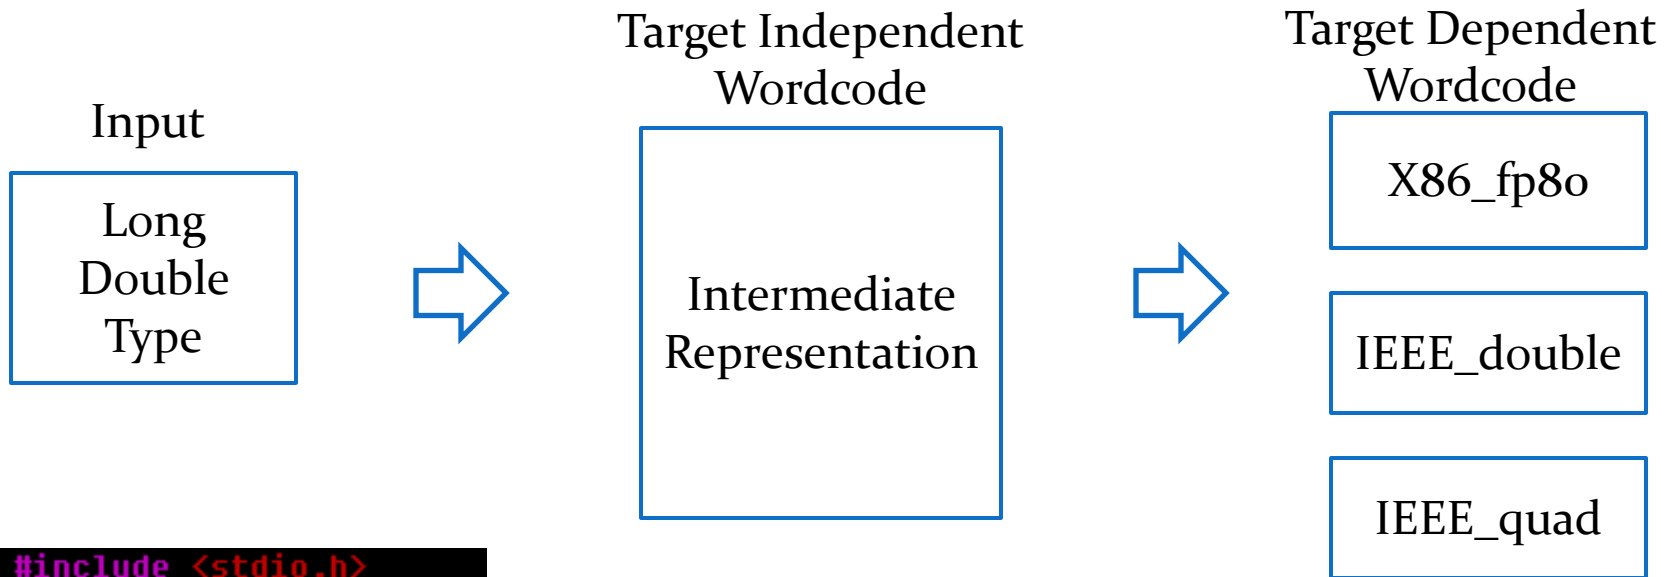 Input
Long
Double
Type
Target Independent
Wordcode
Intermediate
Representation
Target Dependent
Wordcode
X86_fp80
IEEE_double
IEEE_quad
#include <stdio.h>